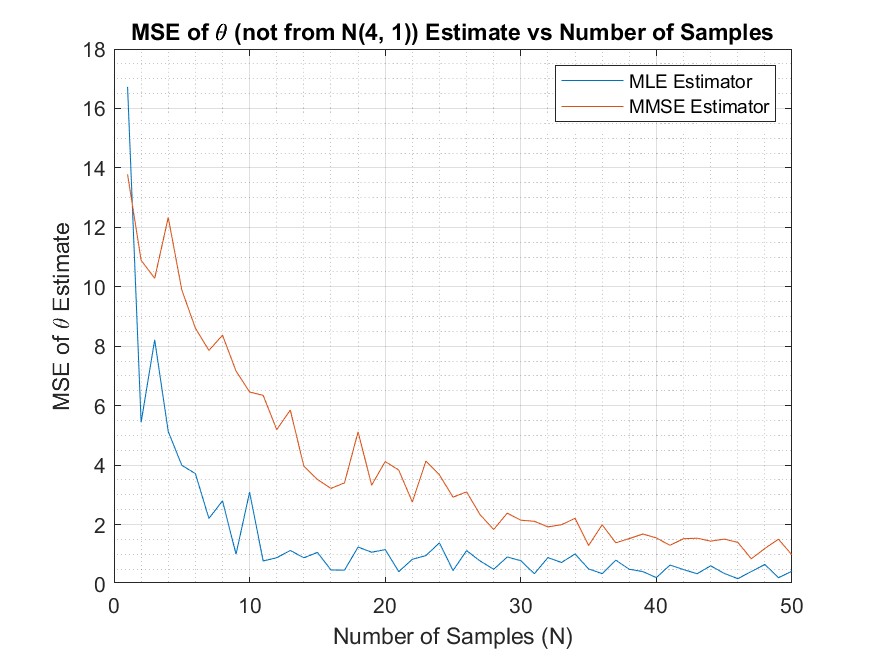 MSE of θ (not from N(4, 1)) Estimate vs Number of Samples
MLE Estimator
MMSE Estimator
MSE of θ Estimate
18
16
14
12
10
8
6
4
2
0
0 10 20 30 40 50
Number of Samples (N)